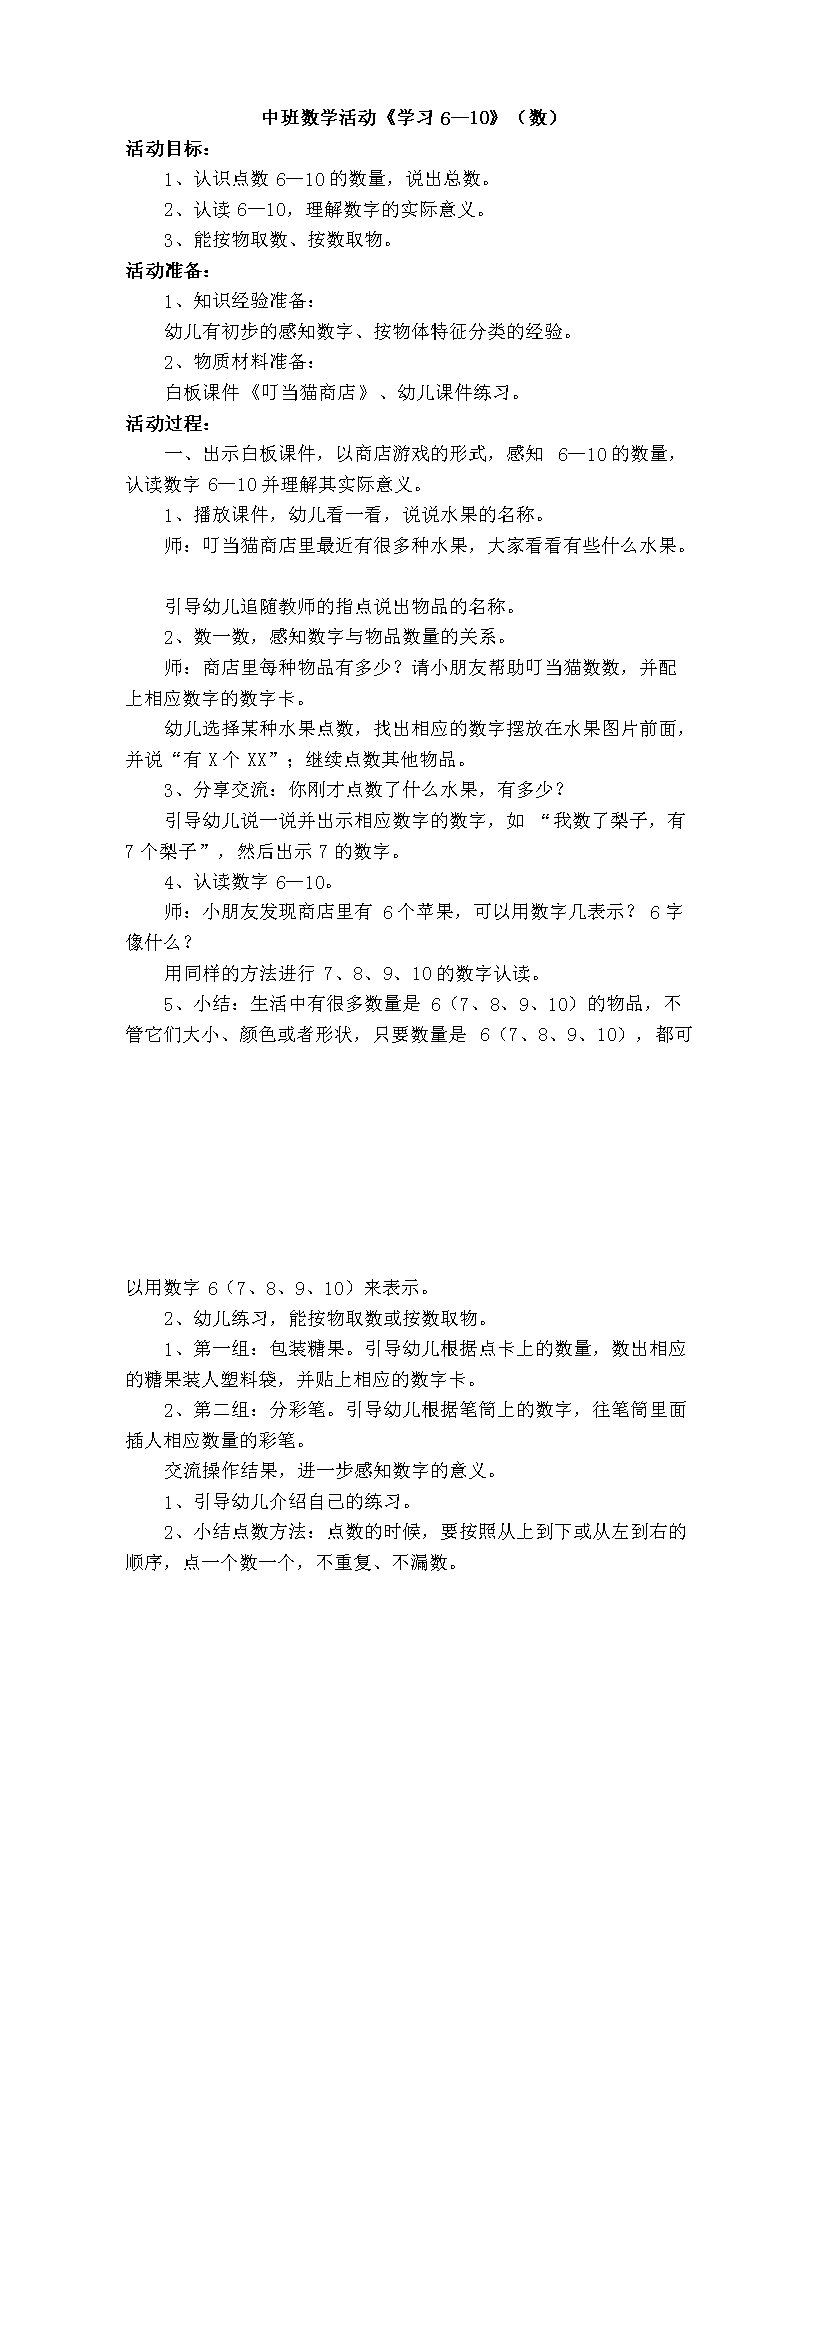 中班数学活动《学习6—10》（数）
活动目标：
1、认识点数 6—10的数量，说出总数。
2、认读6—10，理解数字的实际意义。
3、能按物取数、按数取物。
活动准备：
1、知识经验准备：
幼儿有初步的感知数字、按物体特征分类的经验。
2、物质材料准备：
白板课件《叮当猫商店》、幼儿课件练习。
活动过程：
一、出示白板课件，以商店游戏的形式，感知 6—10的数量，
认读数字 6—10并理解其实际意义。
1、播放课件，幼儿看一看，说说水果的名称。
师：叮当猫商店里最近有很多种水果，大家看看有些什么水果。
引导幼儿追随教师的指点说出物品的名称。
2、数一数，感知数字与物品数量的关系。
师：商店里每种物品有多少？请小朋友帮助叮当猫数数，并配
上相应数字的数字卡。
幼儿选择某种水果点数，找出相应的数字摆放在水果图片前面，
并说“有X个 XX”；继续点数其他物品。
3、分享交流：你刚才点数了什么水果，有多少？
引导幼儿说一说并出示相应数字的数字，如 “我数了梨子，有
7个梨子”，然后出示7的数字。
4、认读数字 6—10。
师：小朋友发现商店里有 6个苹果，可以用数字几表示？ 6字
像什么？
用同样的方法进行 7、8、9、10的数字认读。
5、小结：生活中有很多数量是 6（7、8、9、10）的物品，不
管它们大小、颜色或者形状，只要数量是 6（7、8、9、10），都可
以用数字 6（7、8、9、10）来表示。
2、幼儿练习，能按物取数或按数取物。
1、第一组：包装糖果。引导幼儿根据点卡上的数量，数出相应
的糖果装人塑料袋，并贴上相应的数字卡。
2、第二组：分彩笔。引导幼儿根据笔筒上的数字，往笔筒里面
插人相应数量的彩笔。
交流操作结果，进一步感知数字的意义。
1、引导幼儿介绍自己的练习。
2、小结点数方法：点数的时候，要按照从上到下或从左到右的
顺序，点一个数一个，不重复、不漏数。